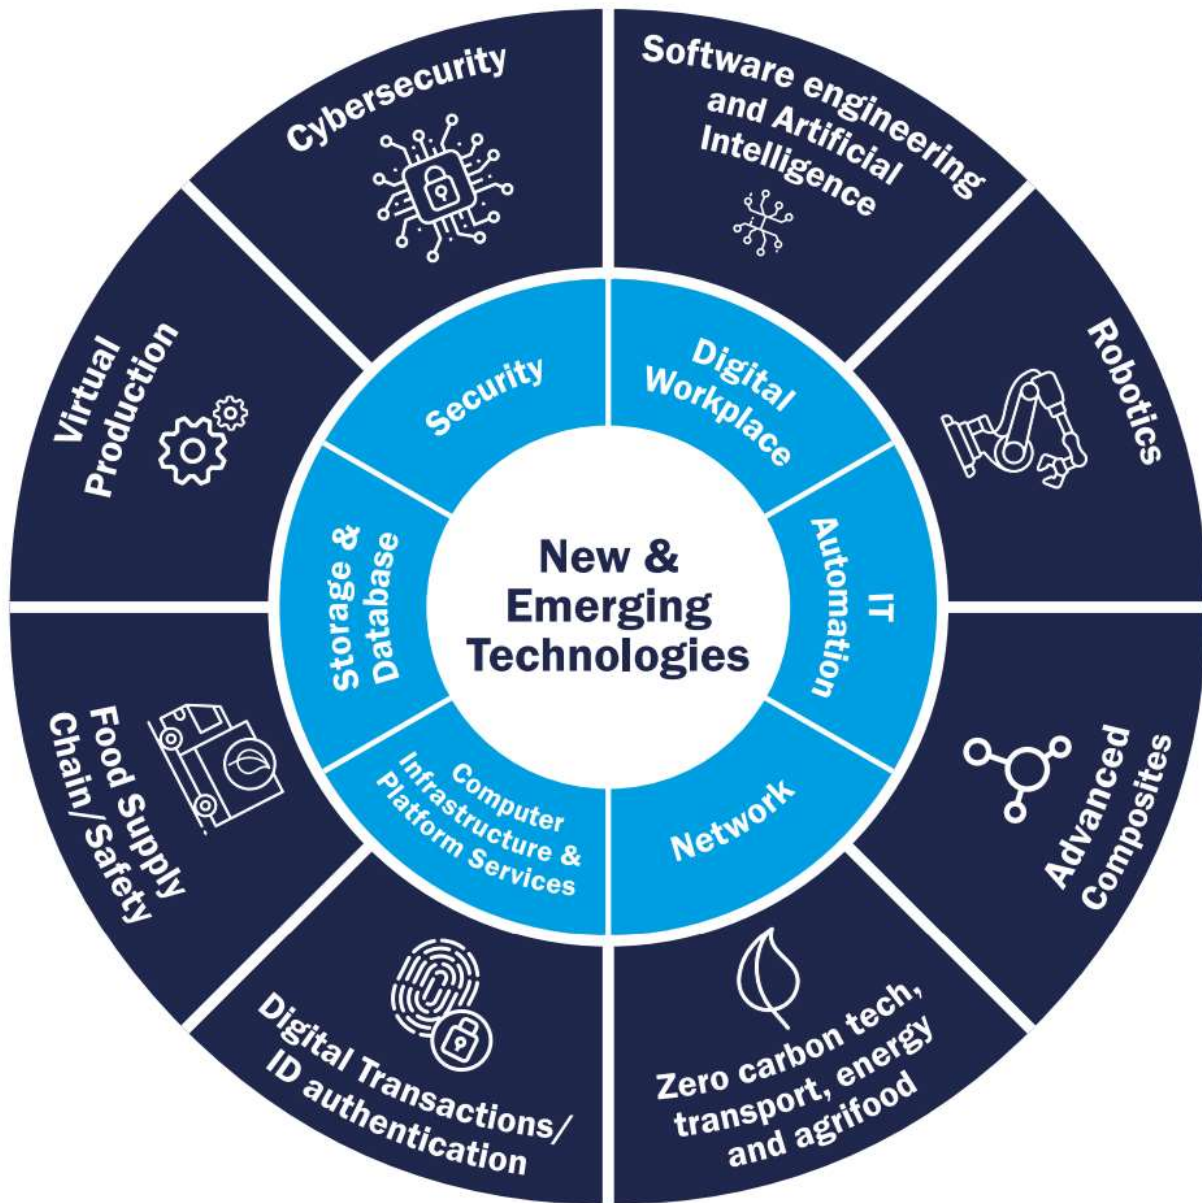 New &
Emerging
Technologies
Digital
Workplace
IT
Automation
Network
Computer
Infrastructure &
Platform Services
Storage &
Database
Security
Software engineering
and Artificial
Intelligence
Robotics
Advanced
Composites
Zero carbon tech,
transport, energy
and agrifood
Digital Transactions/
ID authentication
Food Supply
Chain/Safety
Virtual
Production
Cybersecurity